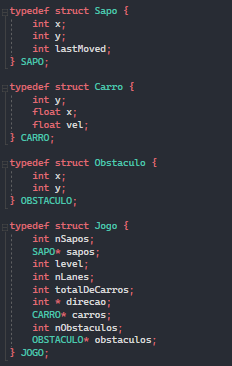 typedef struct Sapo {
int x;
int y;
int lastMoved;
} SAPO;
typedef struct Carro {
int y;
float x;
float vel;
} CARRO;
typedef struct Obstaculo {
int x;
int y;
} OBSTACULO;
typedef struct Jogo {
int nSapos;
SAPO* sapos;
int level;
int nLanes;
int totalDeCarros;
int * direcao;
CARRO* carros;
int nObstaculos;
OBSTACULO* obstaculos;
} JOGO;